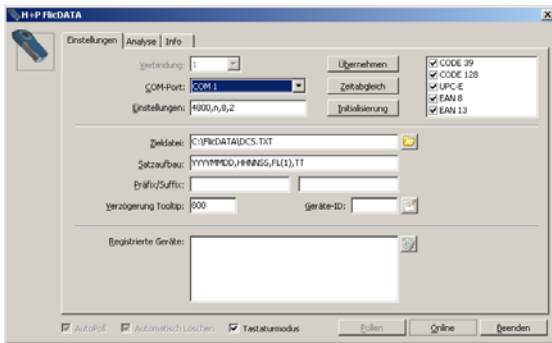 H+P FlicDATA
Einstellungen Analyse Info
Verbindung: 1 Übernehmen
COM-Port: COM 1 Zeitabgleich
Einstellungen: 4800,n,8,2 Initialisierung
CODE 39
CODE 128
UPC-E
EAN 8
EAN 13
Zieldatei: C:\FlicDATA\DCS.TXT
Satzaufbau: YYYYMMDD,HHNNSS,FL(1),TT
Präfix/Suffix:
Verzögerung Tooltip: 800 Geräte-ID:
Registrierte Geräte:
AutoPoll Automatisch Löschen Tastaturmodus Pollen Online Beenden